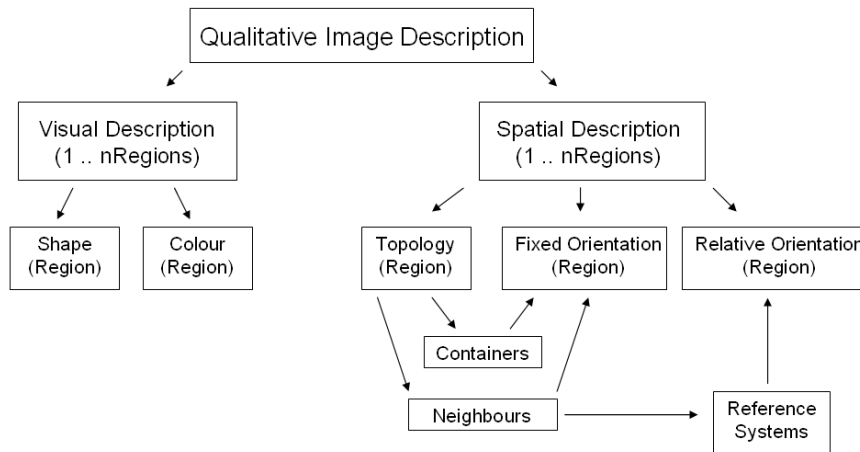 Qualitative Image Description
Visual Description
(1 .. nRegions)
Spatial Description
(1 .. nRegions)
Shape
(Region)
Colour
(Region)
Topology
(Region)
Fixed Orientation
(Region)
Relative Orientation
(Region)
Containers
Neighbours
Reference
Systems